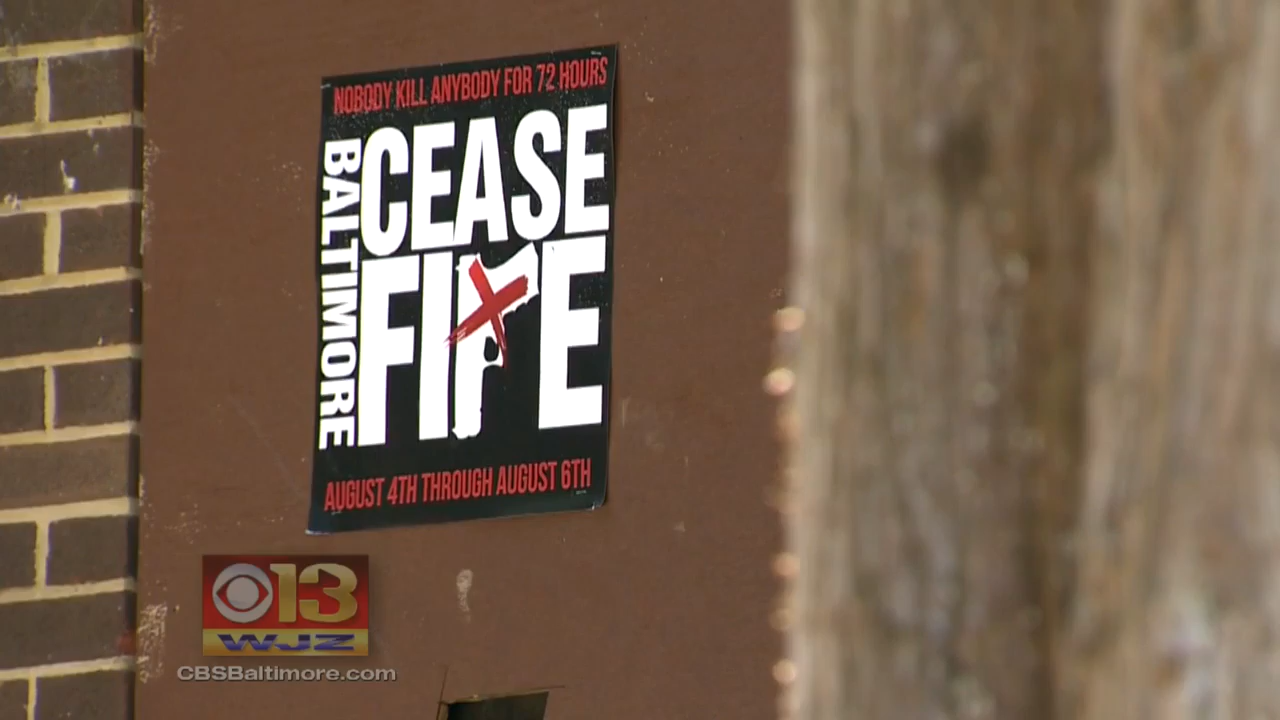 NOBODY KILL ANYBODY FOR 72 HOURS
BALTIMORE
CEASE
FIRE
AUGUST 4TH THROUGH AUGUST 6TH
13
WJZ
CBSBaltimore.com